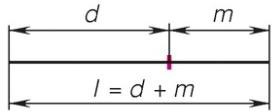 d m
l = d + m